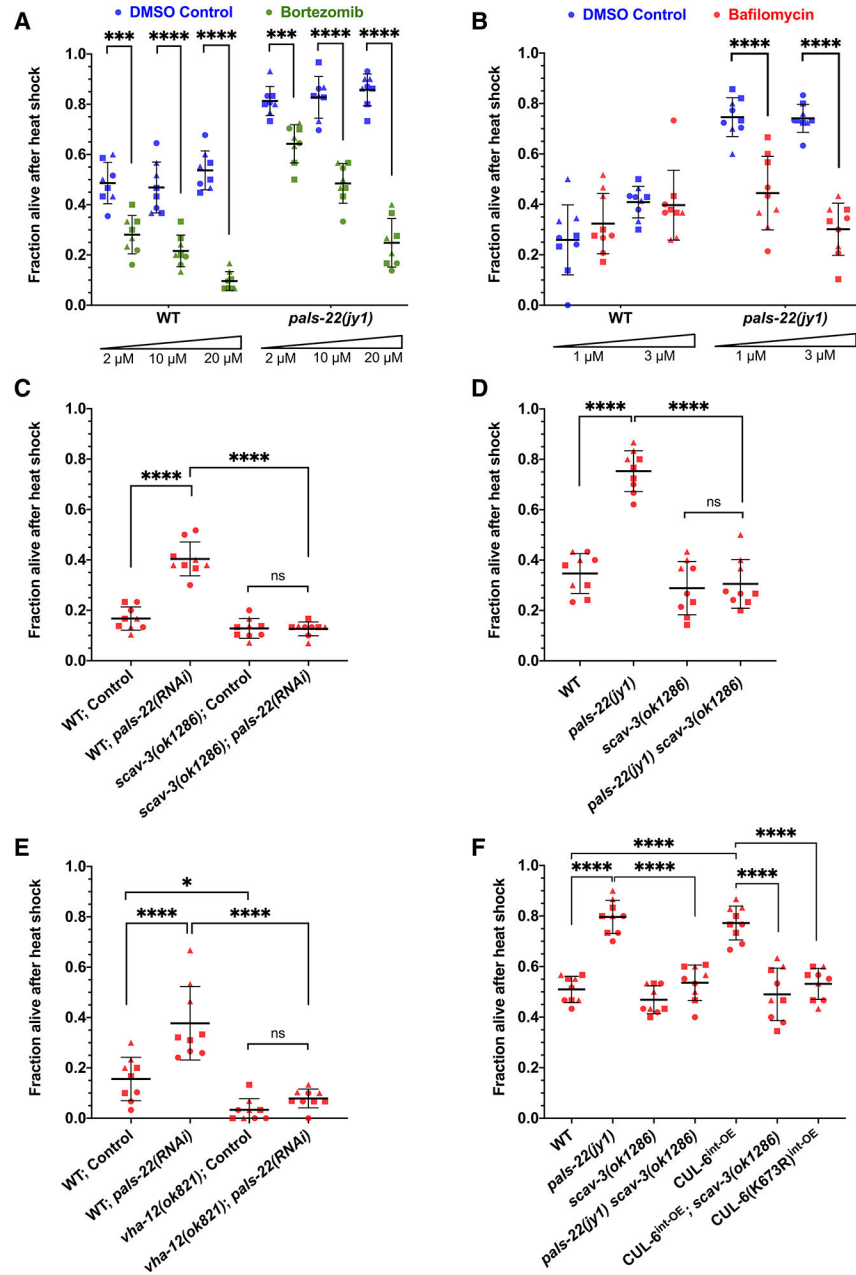 A
DMSO Control Bortezomib
*** **** **** *** **** ****
Fraction alive after heat shock
1.0
0.8
0.6
0.4
0.2
0.0
WT pals-22(jy1)
2 µM 10 µM 20 µM 2 µM 10 µM 20 µM
B
DMSO Control Bafilomycin
**** ****
Fraction alive after heat shock
1.0
0.8
0.6
0.4
0.2
0.0
WT pals-22(jy1)
1 µM 3 µM 1 µM 3 µM
C
Fraction alive after heat shock
1.0
0.8
0.6
0.4
0.2
0.0
**** ****
ns
WT; Control
WT; pals-22(RNAi)
scav-3(ok1286); Control
scav-3(ok1286); pals-22(RNAi)
D
Fraction alive after heat shock
1.0
0.8
0.6
0.4
0.2
0.0
**** ****
ns
WT
pals-22(jy1)
scav-3(ok1286)
pals-22(jy1) scav-3(ok1286)
E
Fraction alive after heat shock
1.0
0.8
0.6
0.4
0.2
0.0
*
**** ****
ns
WT; Control
WT; pals-22(RNAi)
vha-12(ok821); Control
vha-12(ok821); pals-22(RNAi)
F
Fraction alive after heat shock
1.0
0.8
0.6
0.4
0.2
0.0
**** ****
**** **** ****
WT
pals-22(jy1)
scav-3(ok1286)
pals-22(jy1) scav-3(ok1286)
CUL-6int-OE
CUL-6int-OE; scav-3(ok1286)
CUL-6(K673R)int-OE